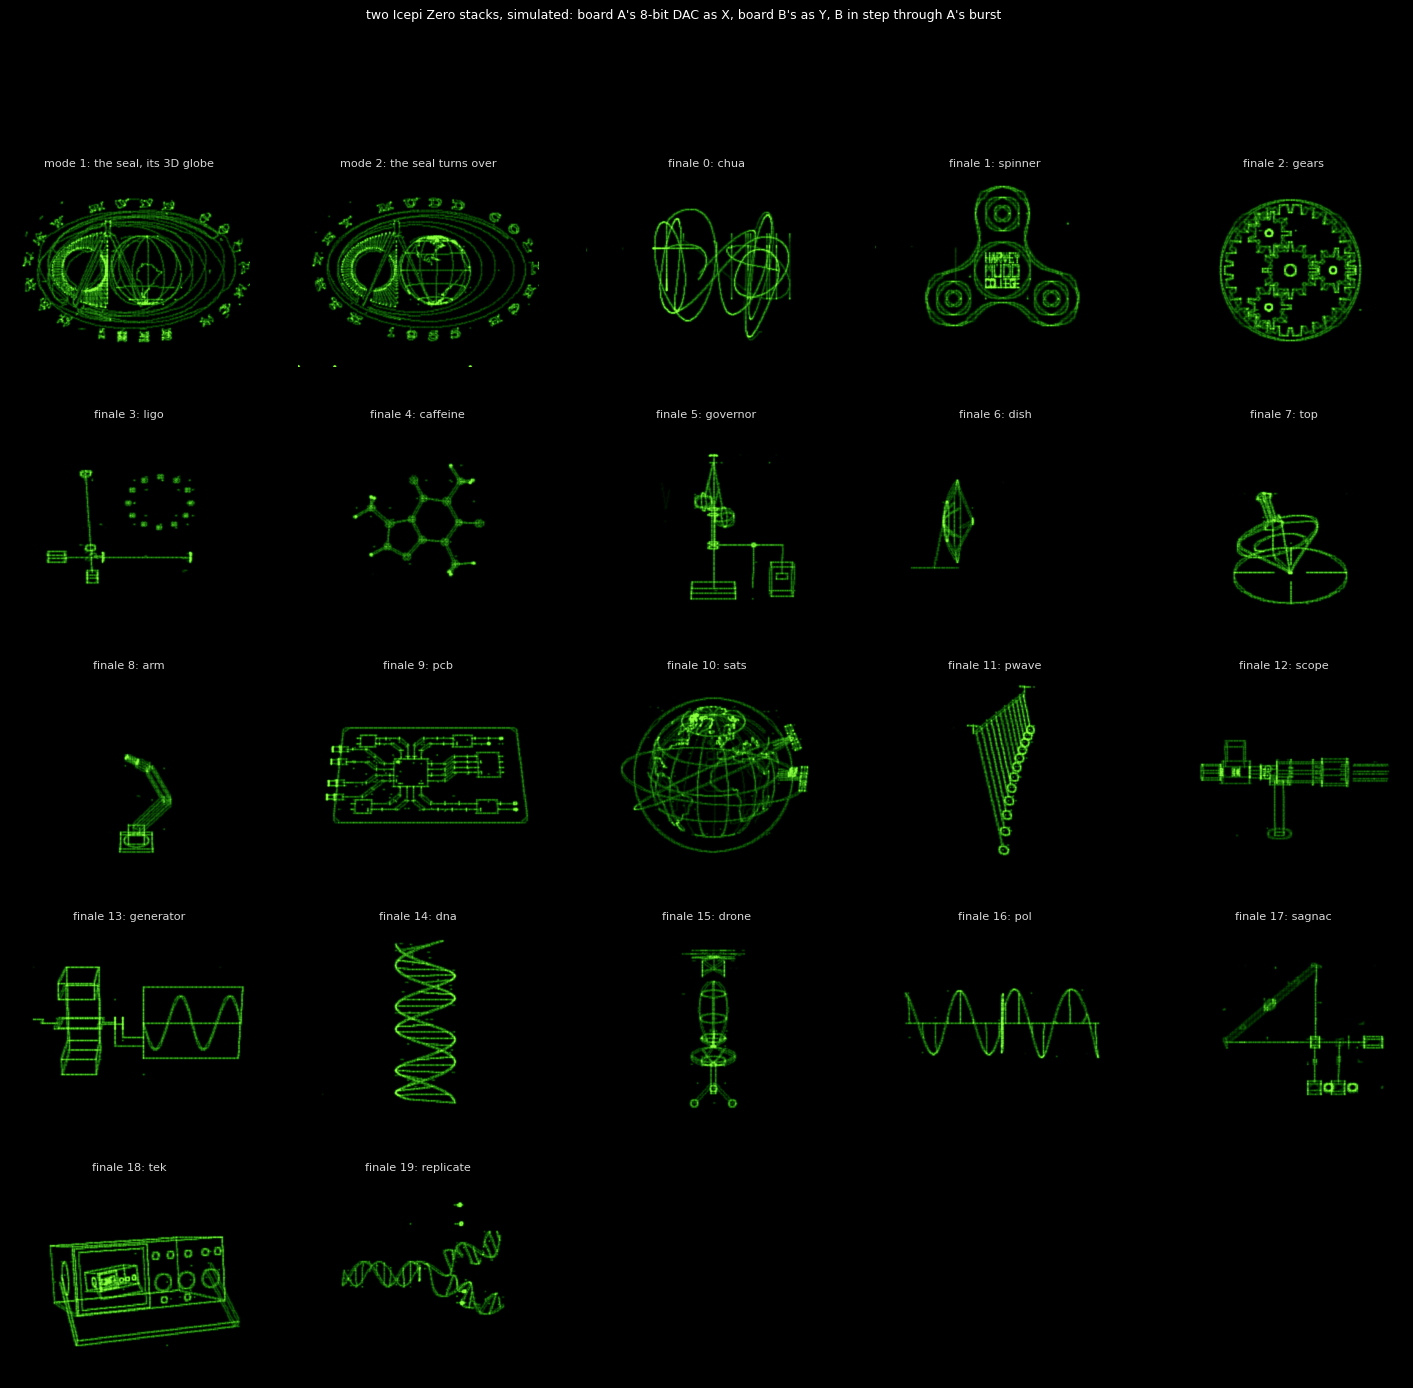 two Icepi Zero stacks, simulated: board A's 8-bit DAC as X, board B's as Y, B in step through A's burst
mode 1: the seal, its 3D globe
mode 2: the seal turns over
finale 0: chua
finale 1: spinner
finale 2: gears
HARVEY
MUDD
COLLEGE
finale 3: ligo
finale 4: caffeine
finale 5: governor
finale 6: dish
finale 7: top
finale 8: arm
finale 9: pcb
finale 10: sats
finale 11: pwave
finale 12: scope
finale 13: generator
finale 14: dna
finale 15: drone
finale 16: pol
finale 17: sagnac
finale 18: tek
finale 19: replicate